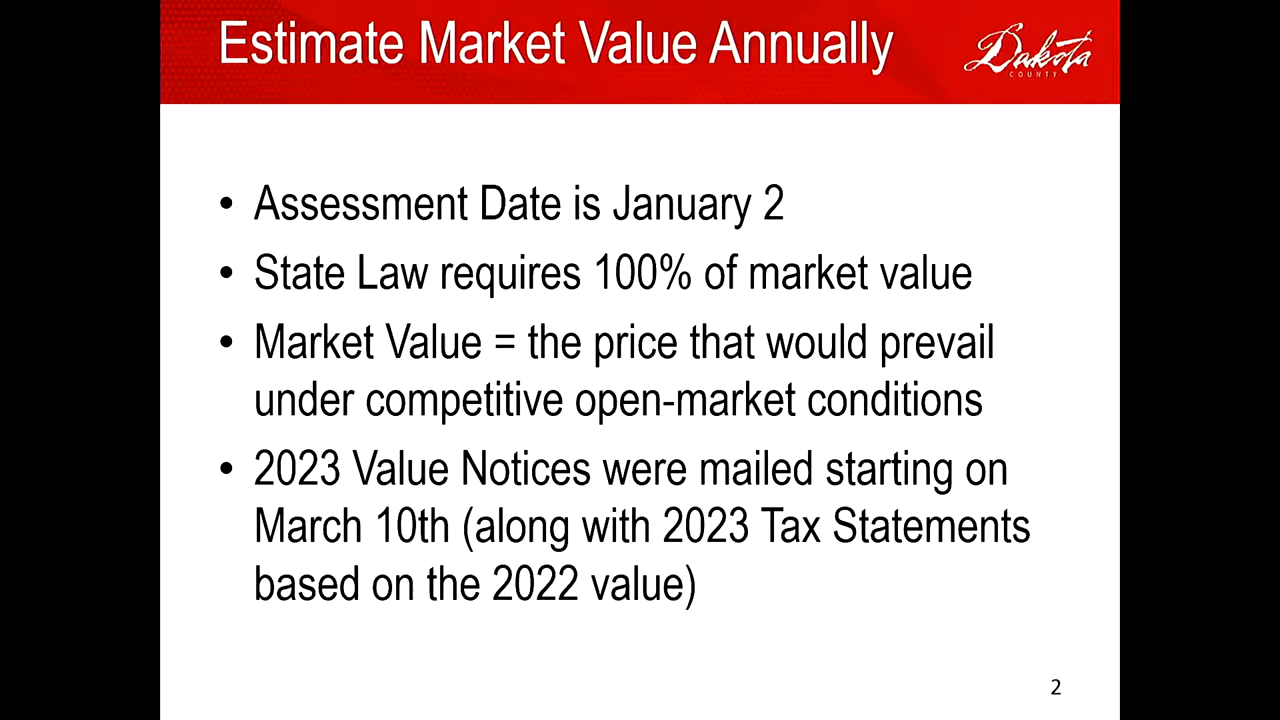 Estimate Market Value Annually
Dakota
COUNTY
• Assessment Date is January 2
• State Law requires 100% of market value
• Market Value = the price that would prevail
under competitive open-market conditions
• 2023 Value Notices were mailed starting on
March 10th (along with 2023 Tax Statements
based on the 2022 value)
2